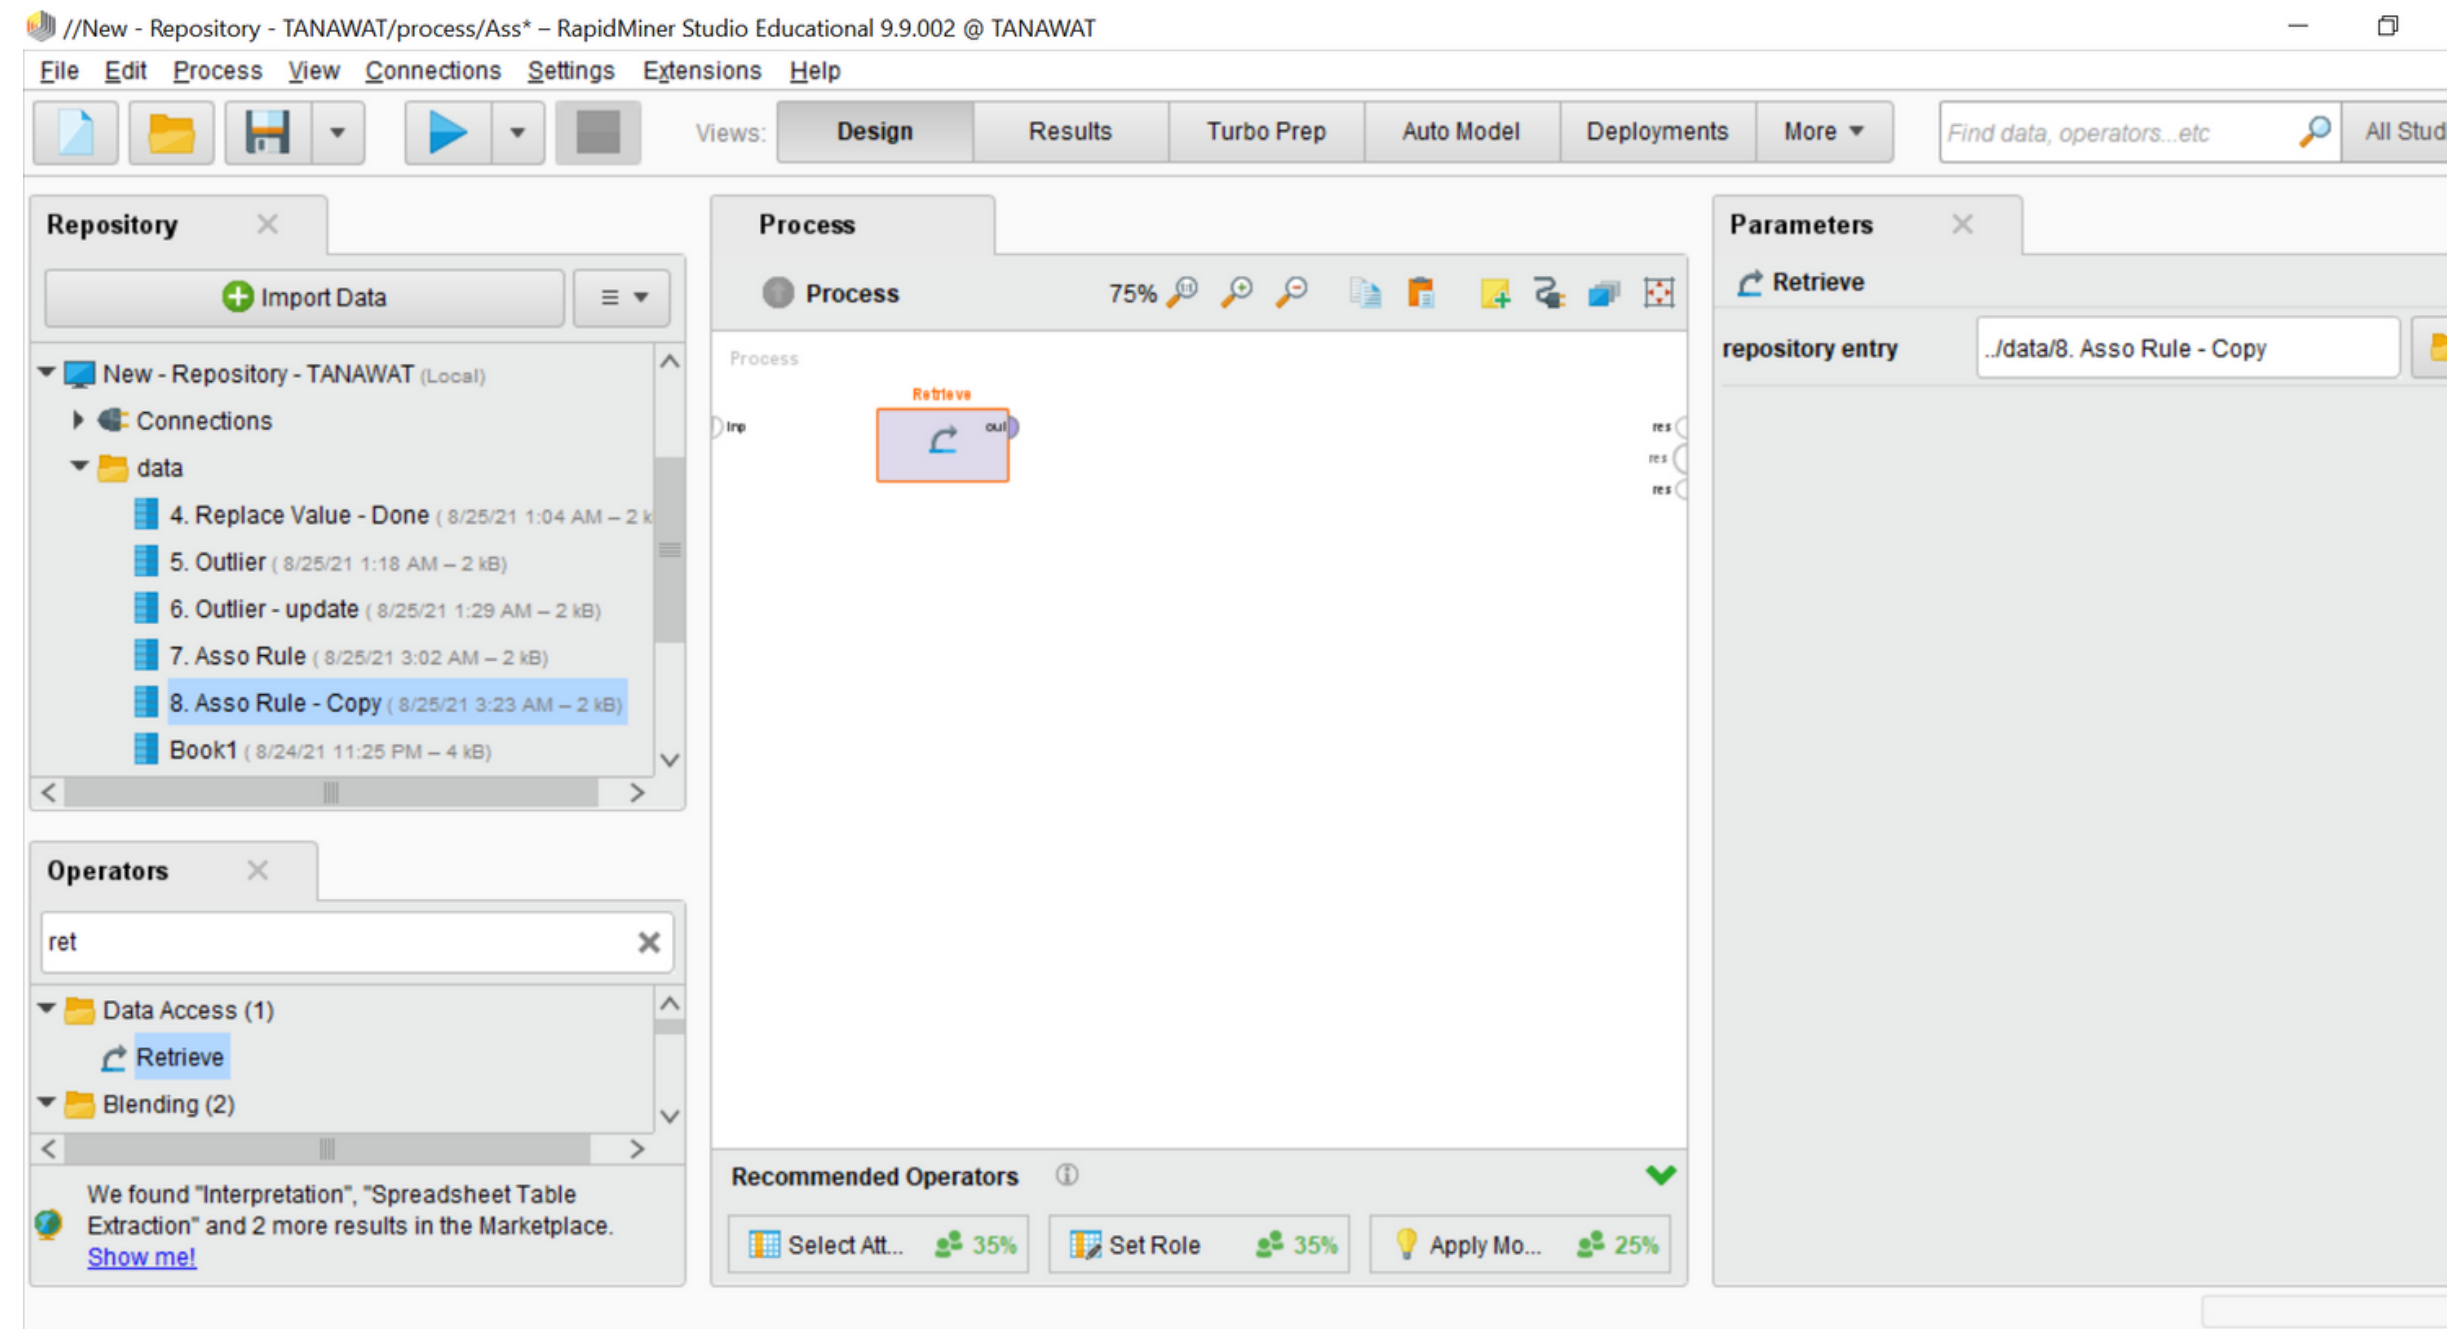 //New - Repository - TANAWAT/process/Ass* – RapidMiner Studio Educational 9.9.002 @ TANAWAT
File Edit Process View Connections Settings Extensions Help
Views: Design Results Turbo Prep Auto Model Deployments More Find data, operators...etc All Stud
Repository
Import Data
New - Repository - TANAWAT (Local)
Connections
data
4. Replace Value - Done ( 8/25/21 1:04 AM – 2 k
5. Outlier ( 8/25/21 1:18 AM – 2 kB)
6. Outlier - update ( 8/25/21 1:29 AM – 2 kB)
7. Asso Rule ( 8/25/21 3:02 AM – 2 kB)
8. Asso Rule - Copy ( 8/25/21 3:23 AM – 2 kB)
Book1 ( 8/24/21 11:25 PM – 4 kB)
Operators
ret
Data Access (1)
Retrieve
Blending (2)
We found "Interpretation", "Spreadsheet Table
Extraction" and 2 more results in the Marketplace.
Show me!
Process
Process 75%
Process
Retrieve
inp out res
res
res
Recommended Operators
Select Att... 35% Set Role 35% Apply Mo... 25%
Parameters
Retrieve
repository entry ../data/8. Asso Rule - Copy